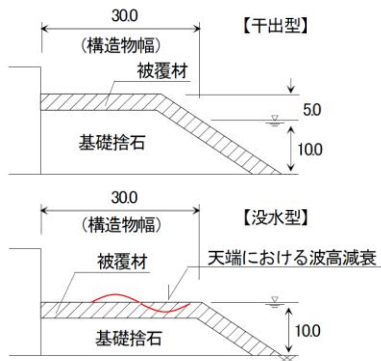 30.0
【干出型】
(構造物幅)
被覆材
5.0
基礎捨石
10.0
30.0
【没水型】
(構造物幅)
天端における波高減衰
被覆材
基礎捨石
10.0